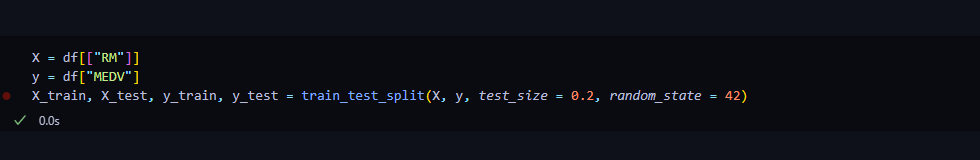 X = df[["RM"]]
y = df["MEDV"]
X_train, X_test, y_train, y_test = train_test_split(X, y, test_size = 0.2, random_state = 42)
0.0s